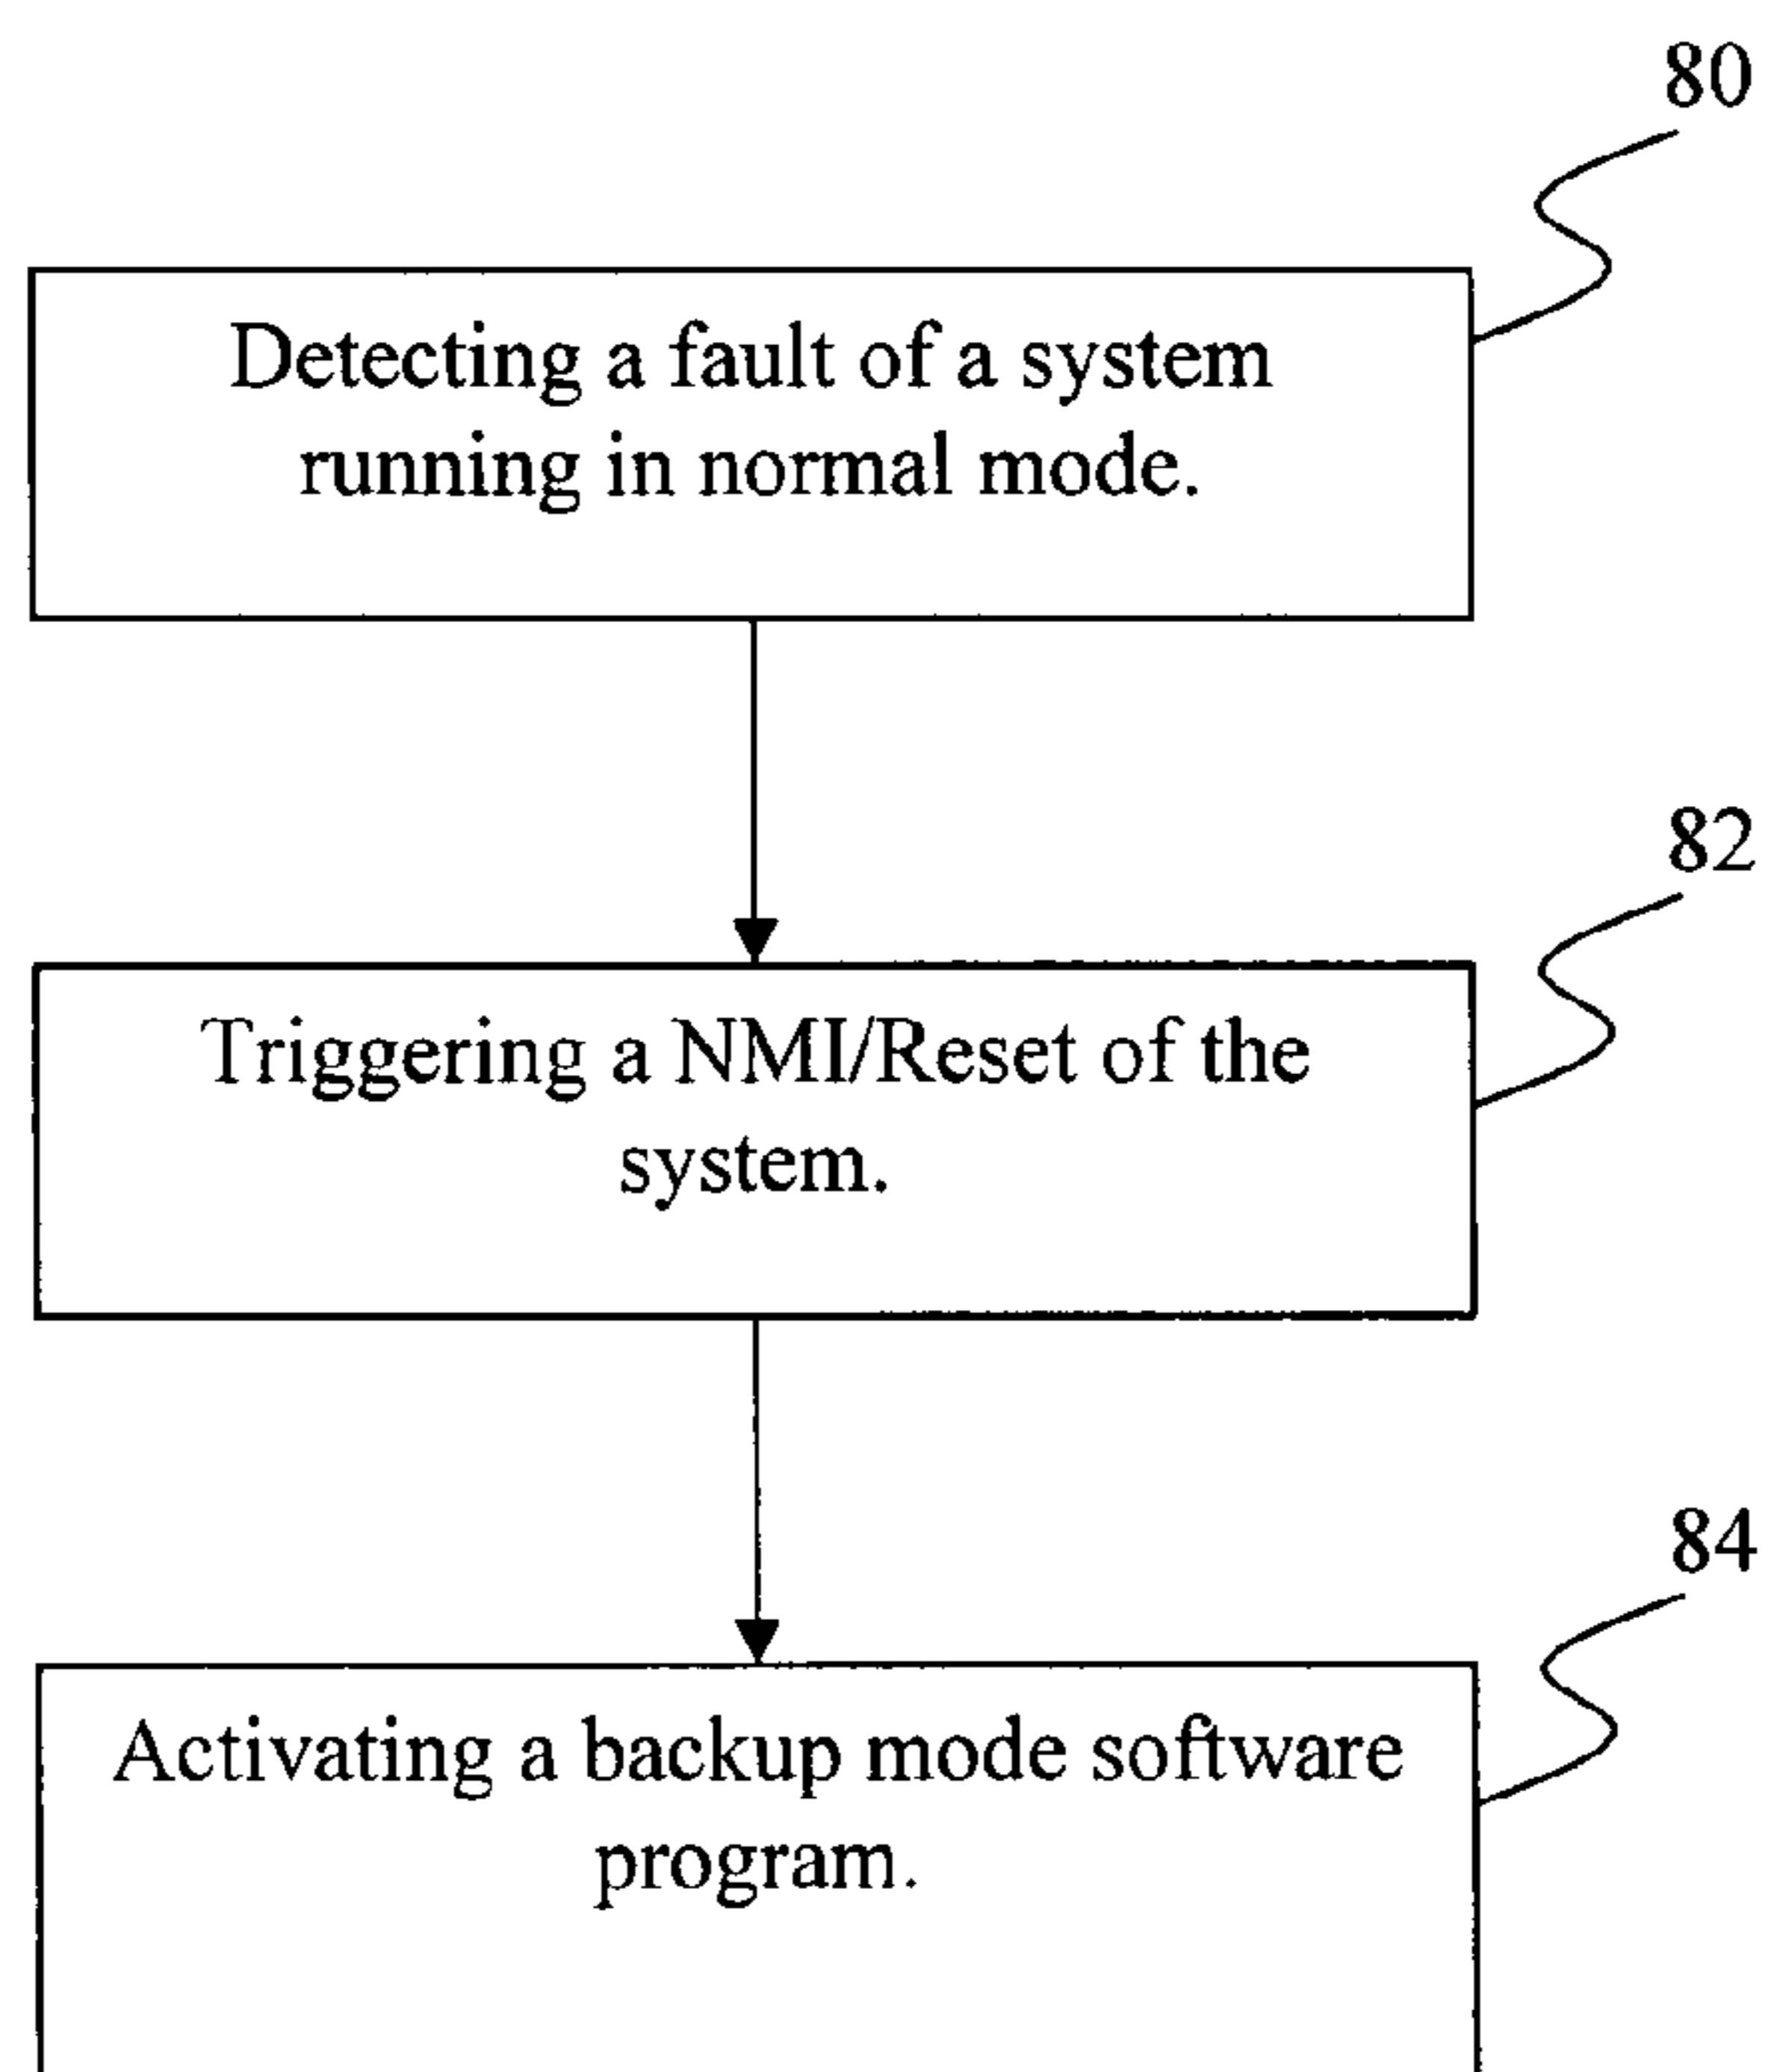 80
Detecting a fault of a system
running in normal mode.
82
Triggering a NMI/Reset of the
system.
84
Activating a backup mode software
program.